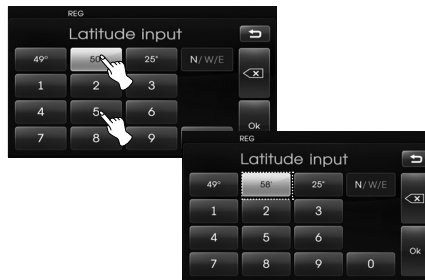 REG
Latitude input
49° 50' 25" N/ W/E
1 2 3
4 5 6
Ok
7 8 9
REG
Latitude input
49° 58' 25" N/ W/E
1 2 3
4 5 6
Ok
7 8 9 0